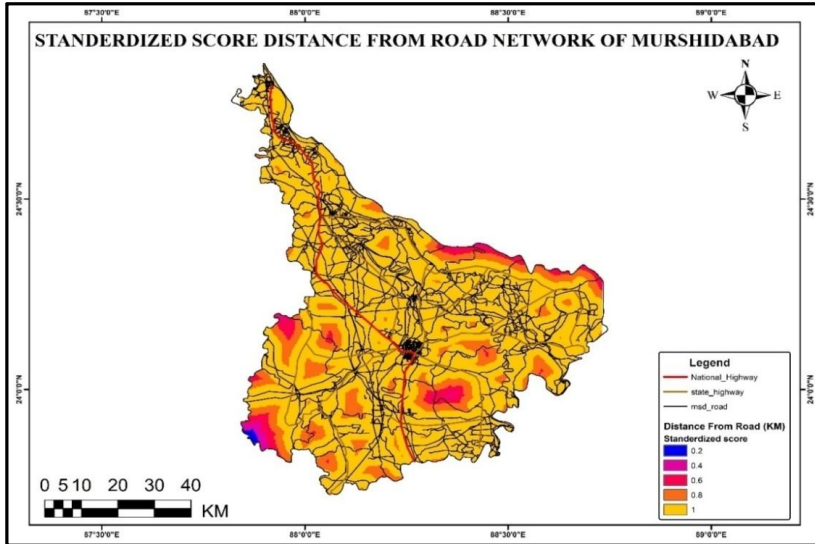 87°30'0"E 88°0'0"E 88°30'0"E 89°0'0"E
STANDERDIZED SCORE DISTANCE FROM ROAD NETWORK OF MURSHIDABAD
N
W E
S
24°30'0"N 24°30'0"N
24°0'0"N 24°0'0"N
Legend
National_Highway
state_highway
msd_road
Distance From Road (KM)
Standerdized score
0.2
0.4
0.6
0.8
1
0 5 10 20 30 40
KM
87°30'0"E 88°0'0"E 88°30'0"E 89°0'0"E